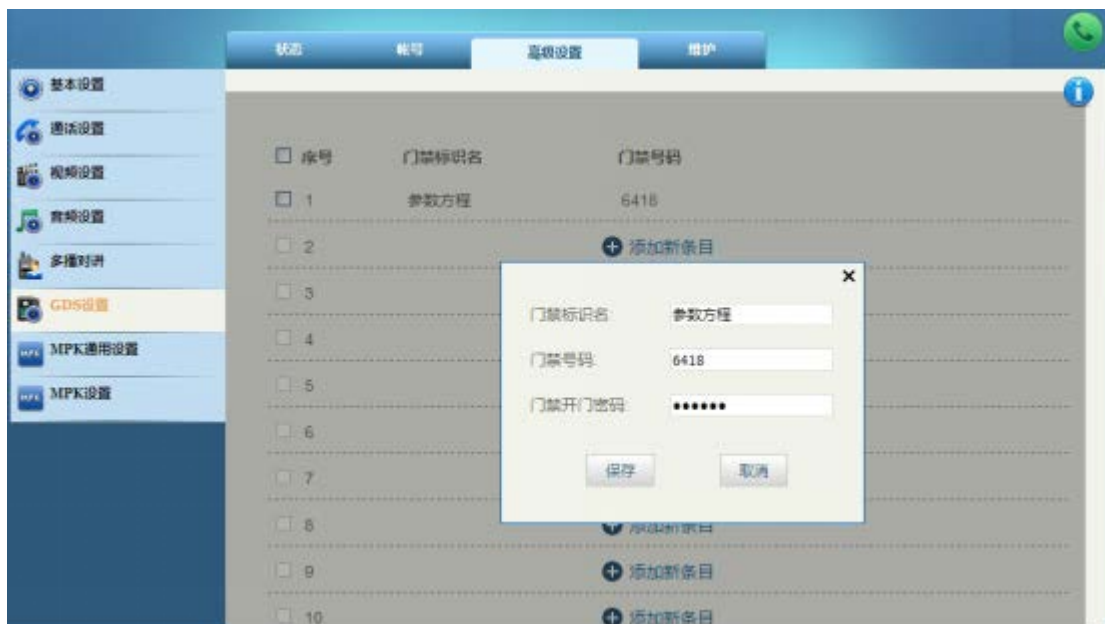 状态 帐号 高级设置 维护
基本设置
通话设置
视频设置
音频设置
多播对讲
GDS设置
MPK通用设置
MPK设置
序号 门禁标识名 门禁号码
1 参数方程 6418
2 添加新条目
3
4
5
6
7
8 添加新条目
9 添加新条目
10 添加新条目
门禁标识名: 参数方程
门禁号码: 6418
门禁开门密码: ••••••
保存 取消